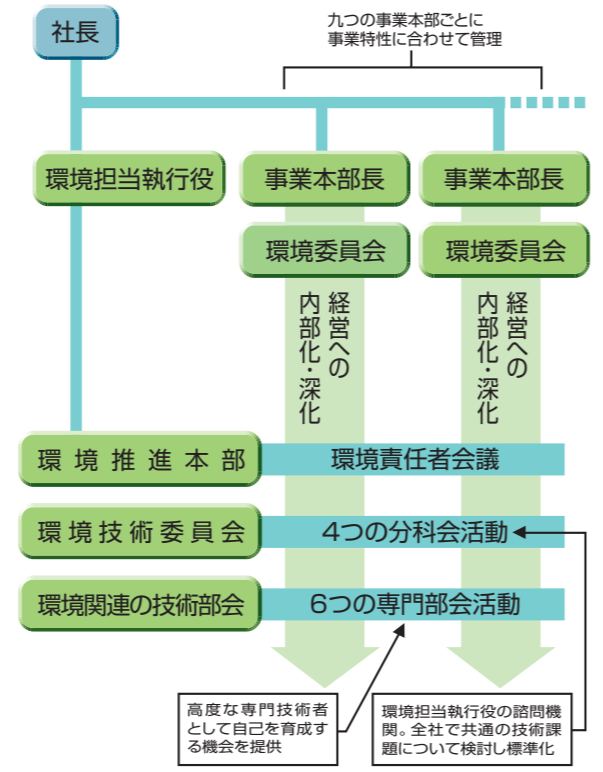 社長
九つの事業本部ごとに
事業特性に合わせて管理
環境担当執行役
事業本部長
事業本部長
環境委員会
環境委員会
経営への
内部化・深化
経営への
内部化・深化
環境推進本部
環境責任者会議
環境技術委員会
4つの分科会活動
環境関連の技術部会
6つの専門部会活動
高度な専門技術者
として自己を育成す
る機会を提供
環境担当執行役の諮問機
関。全社で共通の技術課
題について検討し標準化